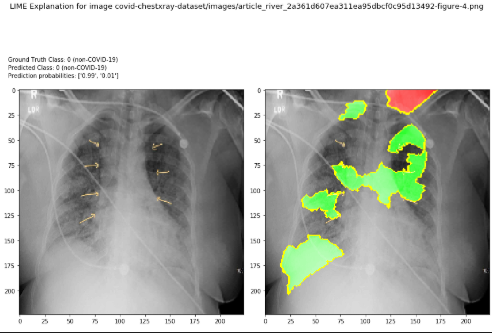 LIME Explanation for image covid-chestxray-dataset/images/article_river_2a361d607ea311ea95dbcf0c95d13492-figure-4.png
Ground Truth Class: 0 (non-COVID-19)
Predicted Class: 0 (non-COVID-19)
Prediction probabilities: ['0.99', '0.01']
0 0
R R
LDR
25 25
50 50
75 75
100 100
125 125
150 150
175 175
200 200
0 25 50 75 100 125 150 175 200 0 25 50 75 100 125 150 175 200